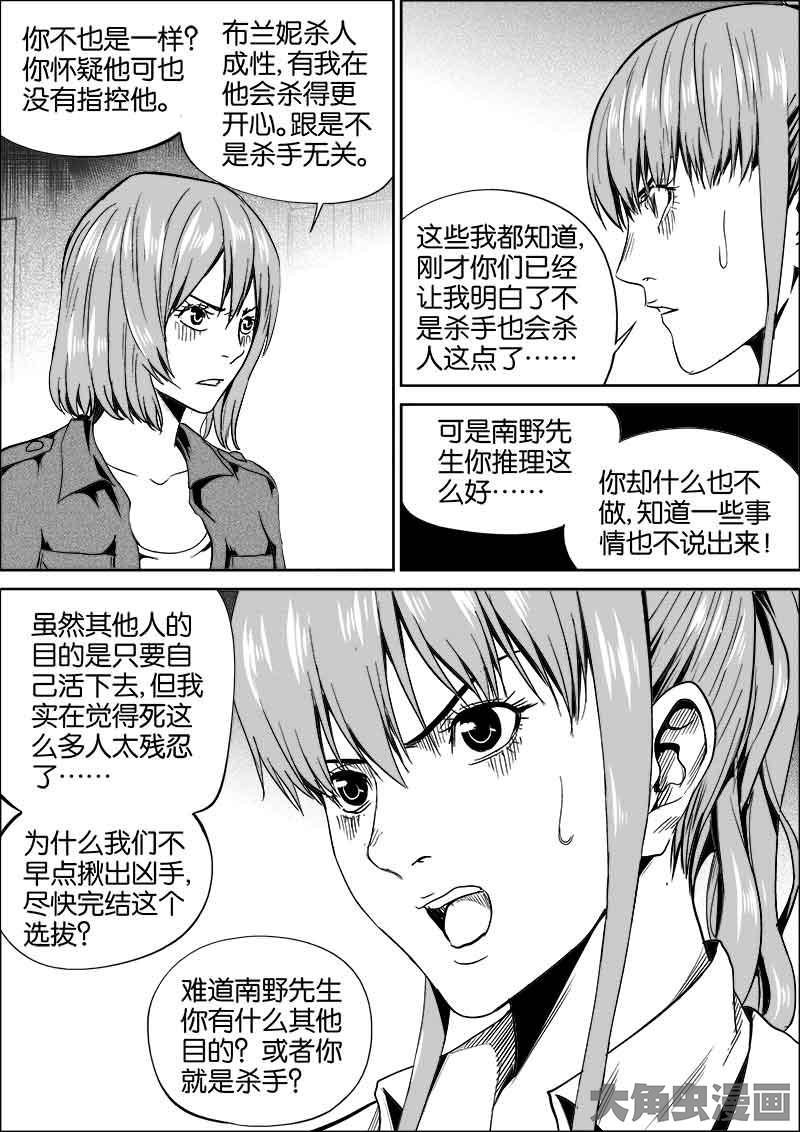 你不也是一样?
你怀疑他可也
没有指控他。
布兰妮杀人
成性,有我在
他会杀得更
开心。跟是不
是杀手无关。
这些我都知道,
刚才你们已经
让我明白了不
是杀手也会杀
人这点了……
可是南野先
生你推理这
么好……
你却什么也不
做,知道一些事
情也不说出来!
虽然其他人的
目的是只要自
己活下去,但我
实在觉得死这
么多人太残忍
了……
为什么我们不
早点揪出凶手,
尽快完结这个
选拔?
难道南野先生
你有什么其他
目的?或者你
就是杀手?
大角虫漫画